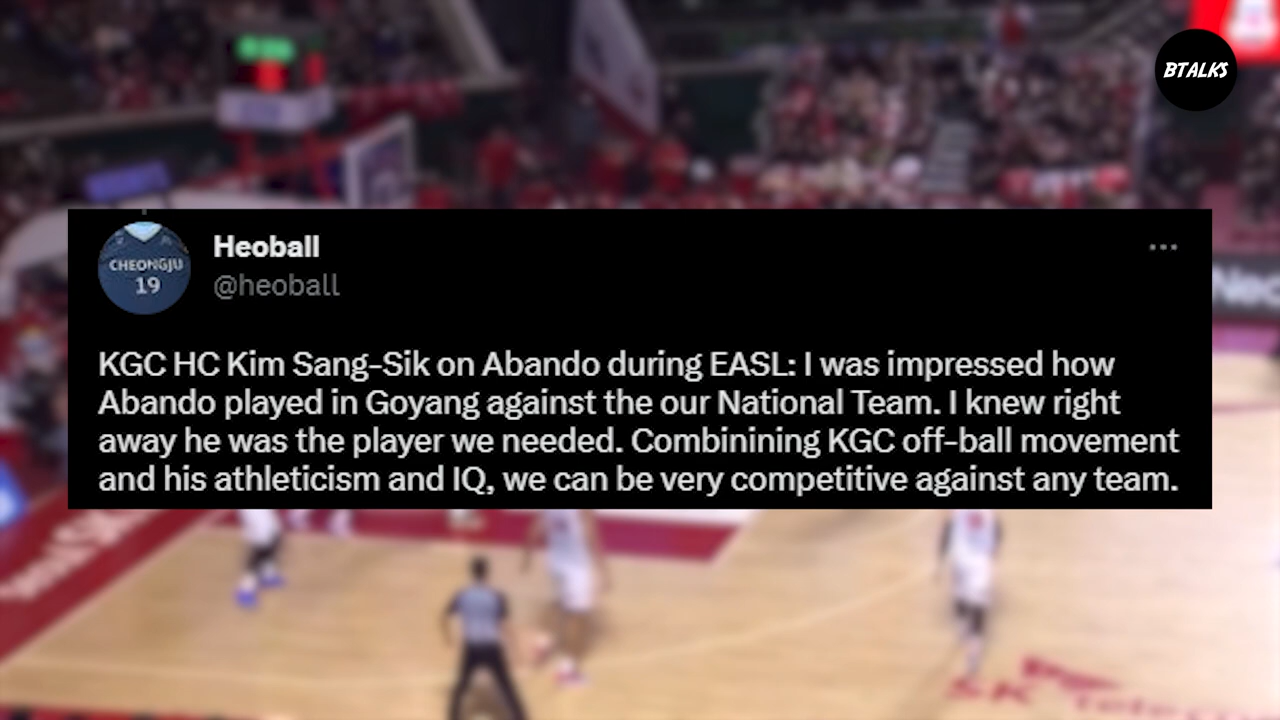 BTALKS
CHEONGJU
19
Heoball
@heoball
KGC HC Kim Sang-Sik on Abando during EASL: I was impressed how
Abando played in Goyang against the our National Team. I knew right
away he was the player we needed. Combinining KGC off-ball movement
and his athleticism and IQ, we can be very competitive against any team.
SK